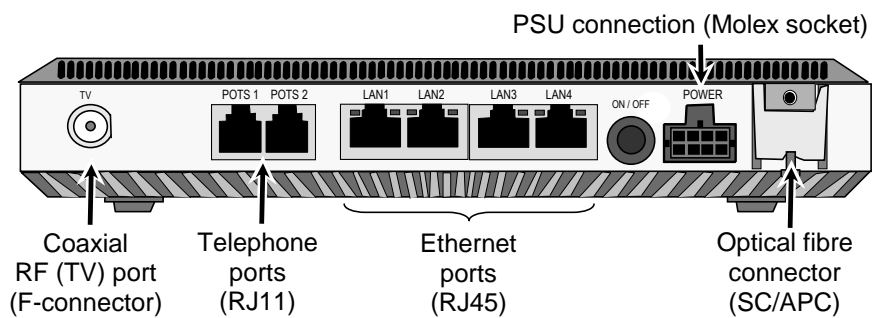 PSU connection (Molex socket)
TV
POTS 1 POTS 2
LAN1 LAN2
LAN3 LAN4
ON / OFF
POWER
Coaxial
RF (TV) port
(F-connector)
Telephone
ports
(RJ11)
Ethernet
ports
(RJ45)
Optical fibre
connector
(SC/APC)